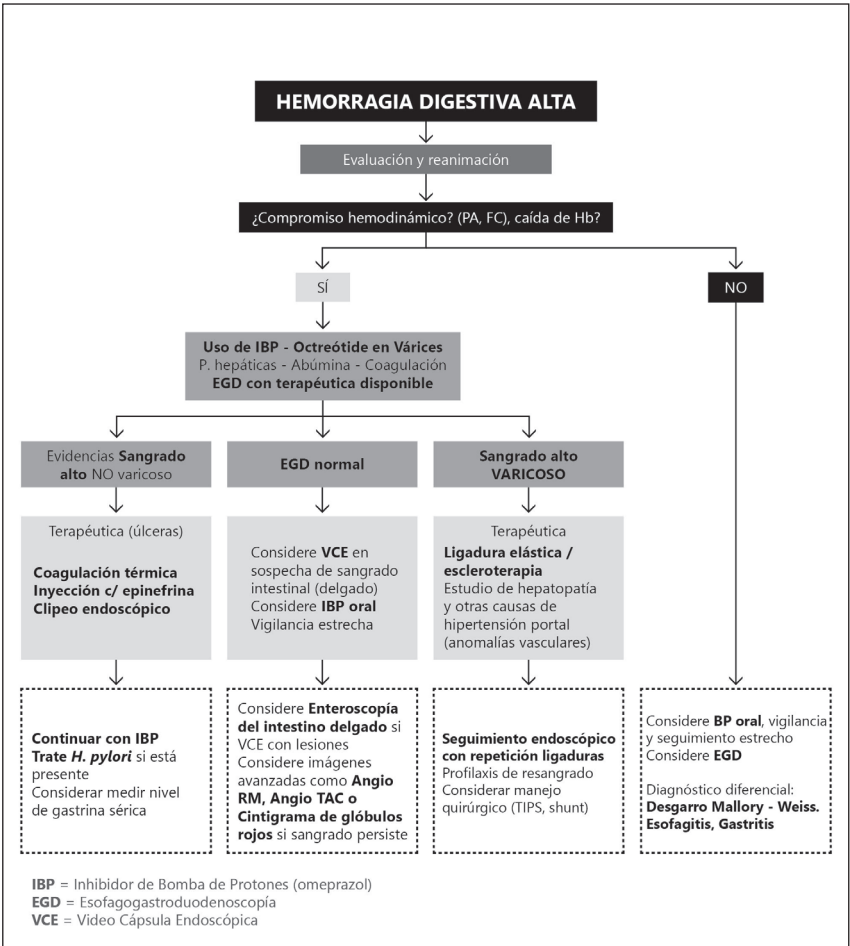 HEMORRAGIA DIGESTIVA ALTA
Evaluación y reanimación
¿Compromiso hemodinámico? (PA, FC), caída de Hb?
SÍ
NO
Uso de IBP - Octreótide en Várices
P. hepáticas - Abúmina - Coagulación
EGD con terapéutica disponible
Evidencias Sangrado
alto NO varicoso
EGD normal
Sangrado alto
VARICOSO
Terapéutica (úlceras)
Coagulación térmica
Inyección c/ epinefrina
Clipeo endoscópico
Considere VCE en
sospecha de sangrado
intestinal (delgado)
Considere IBP oral
Vigilancia estrecha
Terapéutica
Ligadura elástica /
escleroterapia
Estudio de hepatopatía
y otras causas de
hipertensión portal
(anomalías vasculares)
Continuar con IBP
Trate H. pylori si está
presente
Considerar medir nivel
de gastrina sérica
Considere Enteroscopía
del intestino delgado si
VCE con lesiones
Considere imágenes
avanzadas como Angio
RM, Angio TAC o
Cintigrama de glóbulos
rojos si sangrado persiste
Seguimiento endoscópico
con repetición ligaduras
Profilaxis de resangrado
Considerar manejo
quirúrgico (TIPS, shunt)
Considere BP oral, vigilancia
y seguimiento estrecho
Considere EGD
Diagnóstico diferencial:
Desgarro Mallory - Weiss.
Esofagitis, Gastritis
IBP = Inhibidor de Bomba de Protones (omeprazol)
EGD = Esofagogastroduodenoscopía
VCE = Video Cápsula Endoscópica